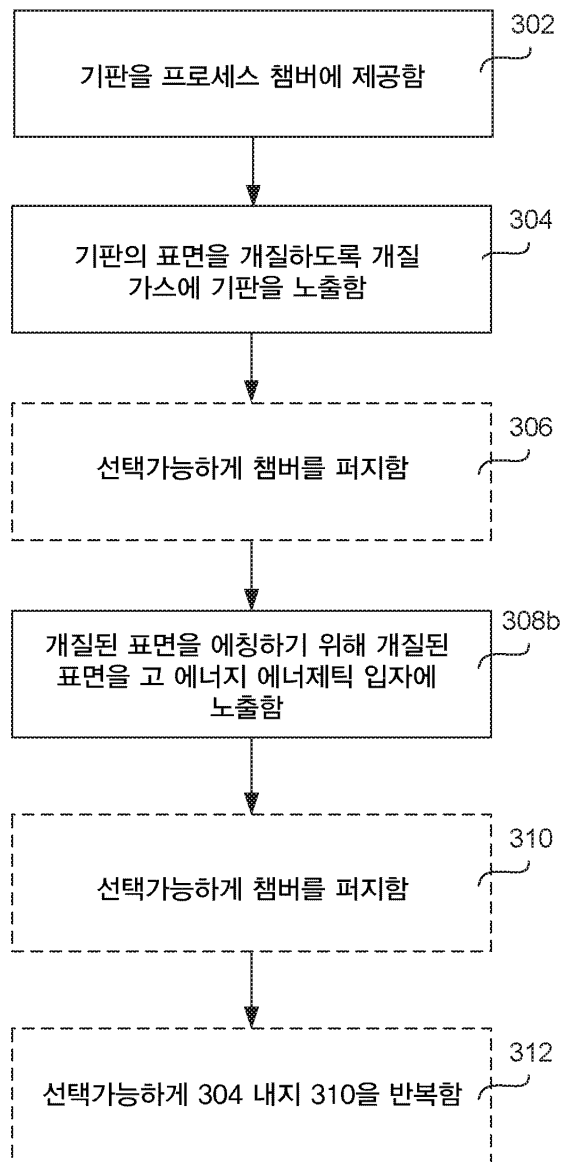 302
기판을 프로세스 챔버에 제공함
304
기판의 표면을 개질하도록 개질
가스에 기판을 노출함
306
선택가능하게 챔버를 퍼지함
308b
개질된 표면을 에칭하기 위해 개질된
표면을 고 에너지 에너제틱 입자에
노출함
310
선택가능하게 챔버를 퍼지함
312
선택가능하게 304 내지 310을 반복함